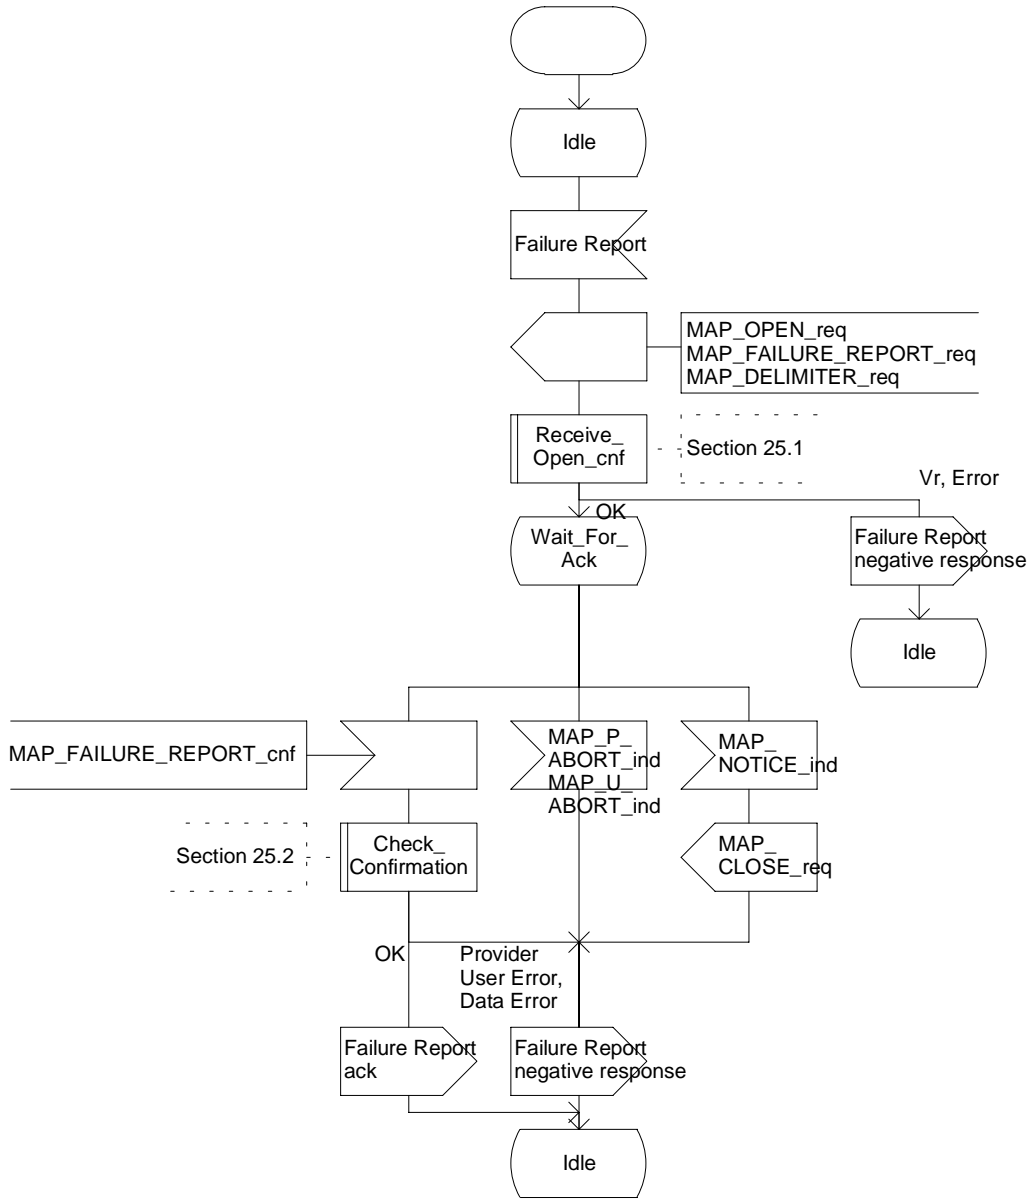 Idle
Failure Report
MAP_OPEN_req
MAP_FAILURE_REPORT_req
MAP_DELIMITER_req
Receive_
Open_cnf
Section 25.1
Vr, Error
OK
Wait_For_
Ack
Failure Report
negative response
Idle
MAP_FAILURE_REPORT_cnf
MAP_P_
ABORT_ind
MAP_U_
ABORT_ind
MAP_
NOTICE_ind
Section 25.2
Check_
Confirmation
MAP_
CLOSE_req
OK
Provider
User Error,
Data Error
Failure Report
ack
Failure Report
negative response
Idle